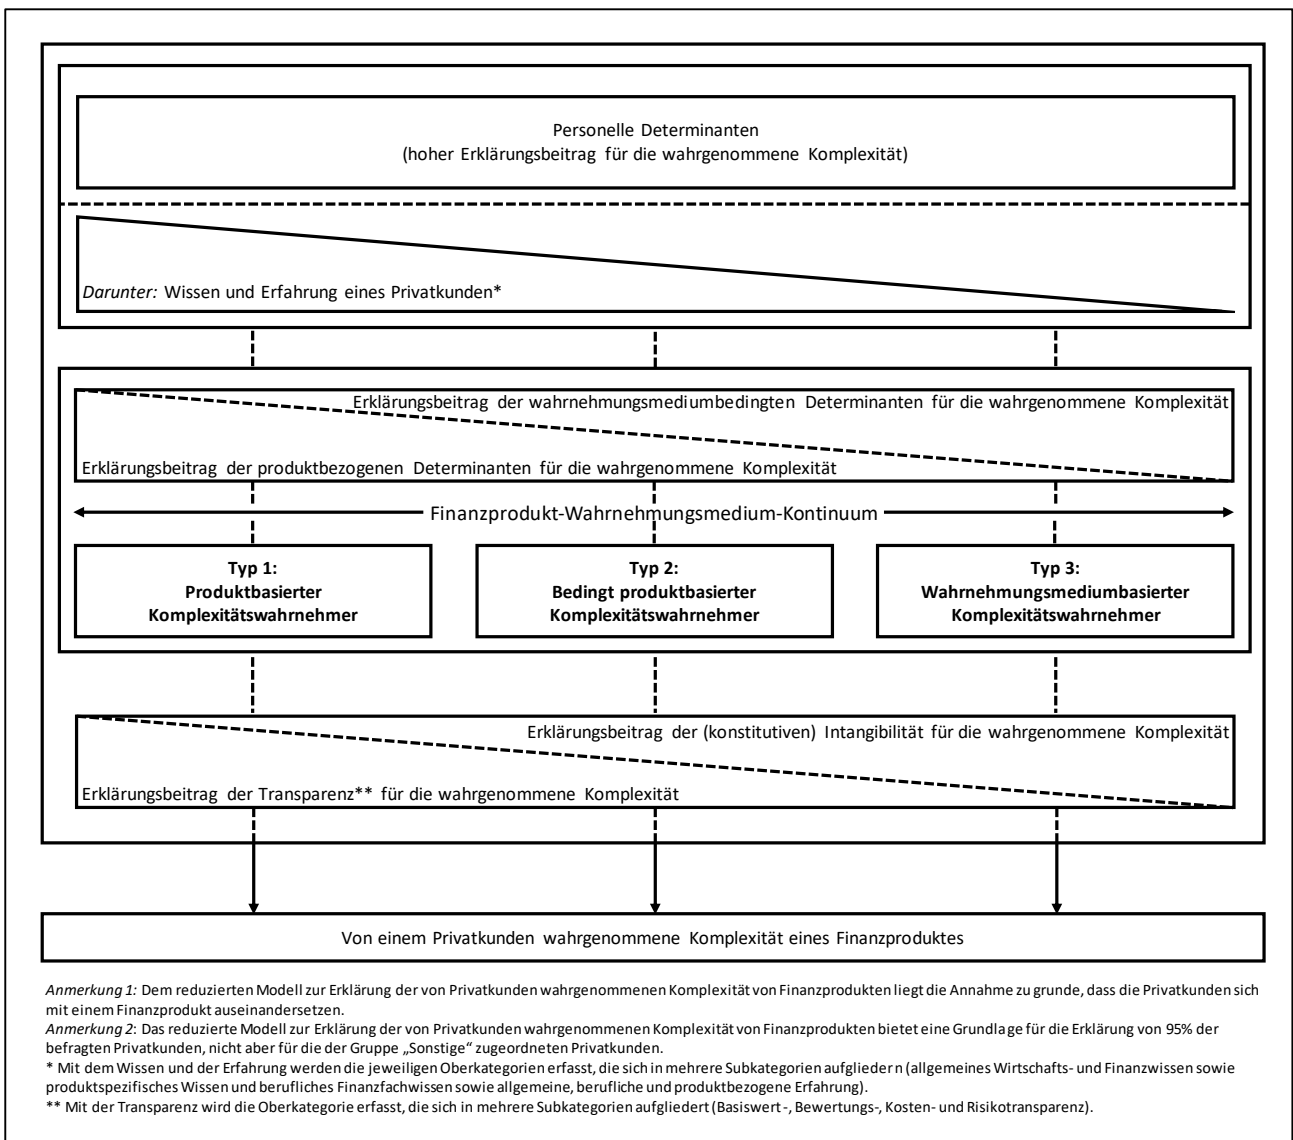 Personelle Determinanten
(hoher Erklärungsbeitrag für die wahrgenommene Komplexität)
Darunter: Wissen und Erfahrung eines Privatkunden*
Erklärungsbeitrag der wahrnehmungsmediumbedingten Determinanten für die wahrgenommene Komplexität
Erklärungsbeitrag der produktbezogenen Determinanten für die wahrgenommene Komplexität
Finanzprodukt-Wahrnehmungsmedium-Kontinuum
Typ 1:
Produktbasierter
Komplexitätswahrnehmer
Typ 2:
Bedingt produktbasierter
Komplexitätswahrnehmer
Typ 3:
Wahrnehmungsmediumbasierter
Komplexitätswahrnehmer
Erklärungsbeitrag der (konstitutiven) Intangibilität für die wahrgenommene Komplexität
Erklärungsbeitrag der Transparenz** für die wahrgenommene Komplexität
Von einem Privatkunden wahrgenommene Komplexität eines Finanzproduktes
Anmerkung 1: Dem reduzierten Modell zur Erklärung der von Privatkunden wahrgenommenen Komplexität von Finanzprodukten liegt die Annahme zu grunde, dass die Privatkunden sich
mit einem Finanzprodukt auseinandersetzen.
Anmerkung 2: Das reduzierte Modell zur Erklärung der von Privatkunden wahrgenommenen Komplexität von Finanzprodukten bietet eine Grundlage für die Erklärung von 95% der
befragten Privatkunden, nicht aber für die der Gruppe „Sonstige“ zugeordneten Privatkunden.
* Mit dem Wissen und der Erfahrung werden die jeweiligen Oberkategorien erfasst, die sich in mehrere Subkategorien aufgliedern (allgemeines Wirtschafts- und Finanzwissen sowie
produktspezifisches Wissen und berufliches Finanzfachwissen sowie allgemeine, berufliche und produktbezogene Erfahrung).
** Mit der Transparenz wird die Oberkategorie erfasst, die sich in mehrere Subkategorien aufgliedert (Basiswert-, Bewertungs-, Kosten- und Risikotransparenz).